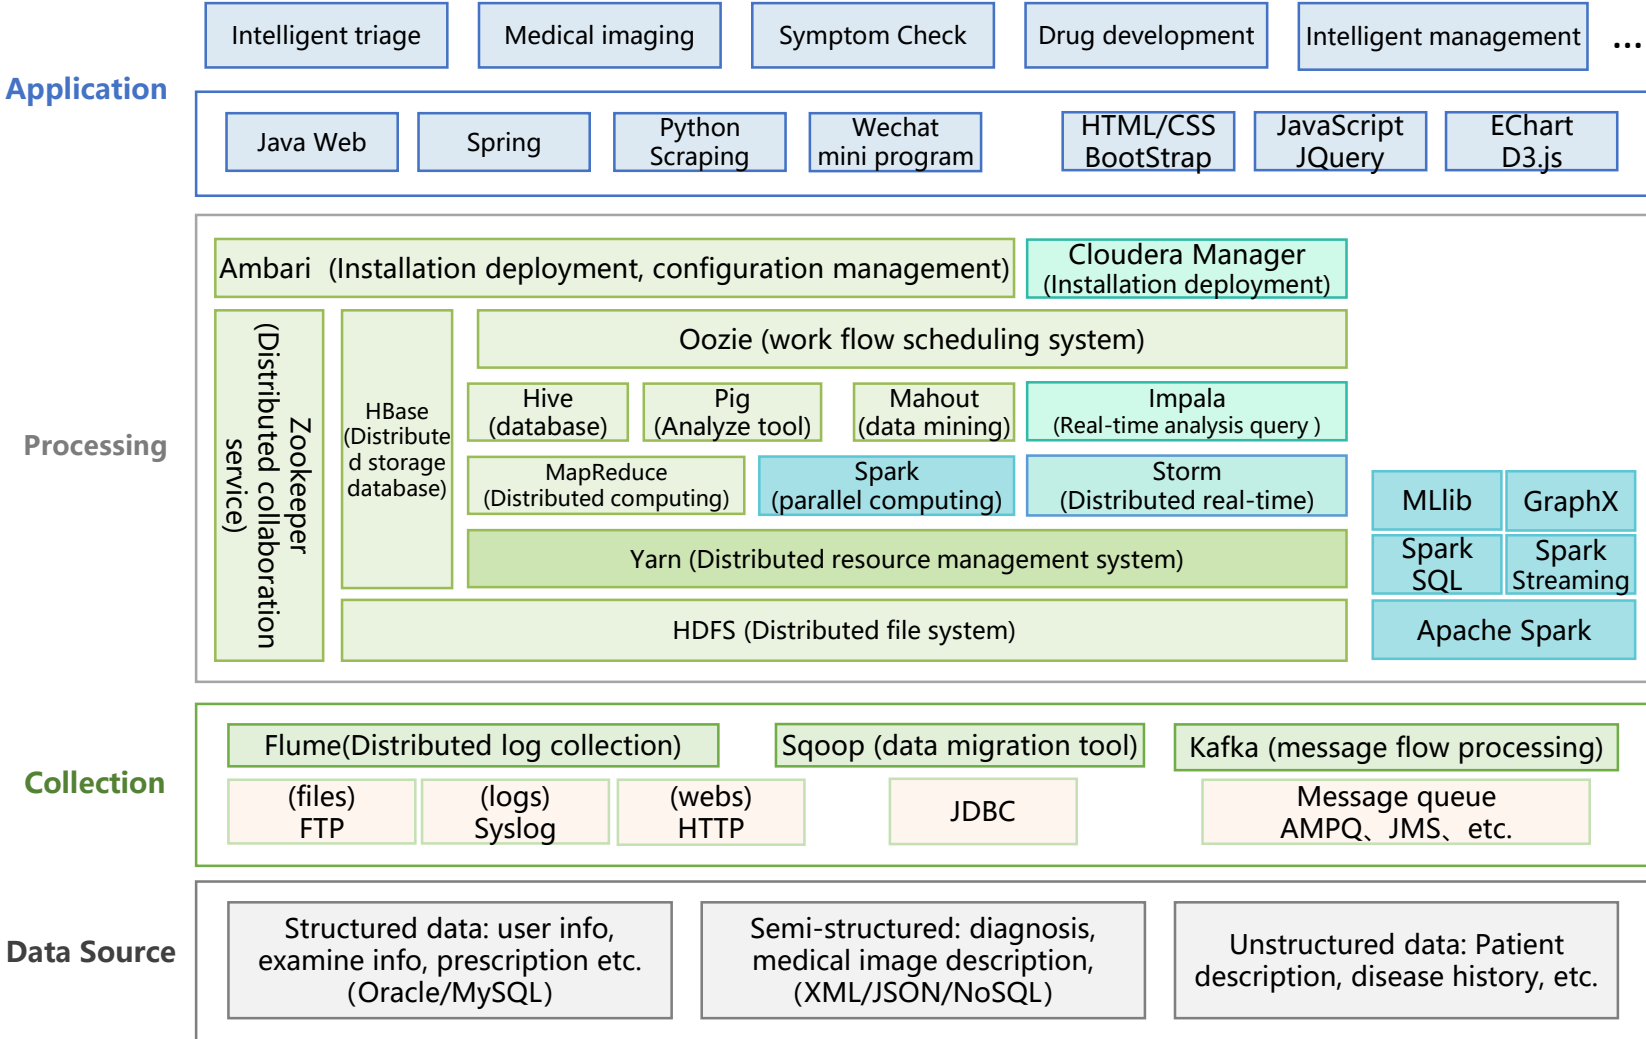 Intelligent triage
Medical imaging
Symptom Check
Drug development
Intelligent management
...
Application
Java Web
Spring
Python
Scraping
Wechat
mini program
HTML/CSS
BootStrap
JavaScript
JQuery
EChart
D3.js
Processing
Ambari (Installation deployment, configuration management)
Cloudera Manager
(Installation deployment)
Zookeeper
(Distributed collaboration
service)
HBase
(Distribute
d storage
database)
Oozie (work flow scheduling system)
Hive
(database)
Pig
(Analyze tool)
Mahout
(data mining)
Impala
(Real-time analysis query )
MapReduce
(Distributed computing)
Spark
(parallel computing)
Storm
(Distributed real-time)
Yarn (Distributed resource management system)
HDFS (Distributed file system)
MLlib
GraphX
Spark
SQL
Spark
Streaming
Apache Spark
Collection
Flume(Distributed log collection)
Sqoop (data migration tool)
Kafka (message flow processing)
(files)
FTP
(logs)
Syslog
(webs)
HTTP
JDBC
Message queue
AMPQ、JMS、etc.
Data Source
Structured data: user info,
examine info, prescription etc.
(Oracle/MySQL)
Semi-structured: diagnosis,
medical image description,
(XML/JSON/NoSQL)
Unstructured data: Patient
description, disease history, etc.